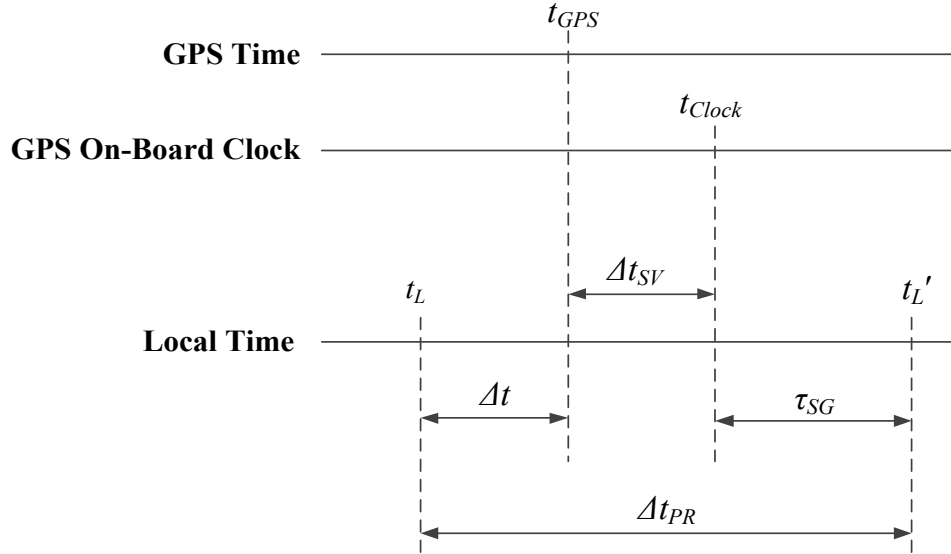 t_GPS
GPS Time
t_Clock
GPS On-Board Clock
Δt_SV
t_L
t_L'
Local Time
Δt
τ_SG
Δt_PR